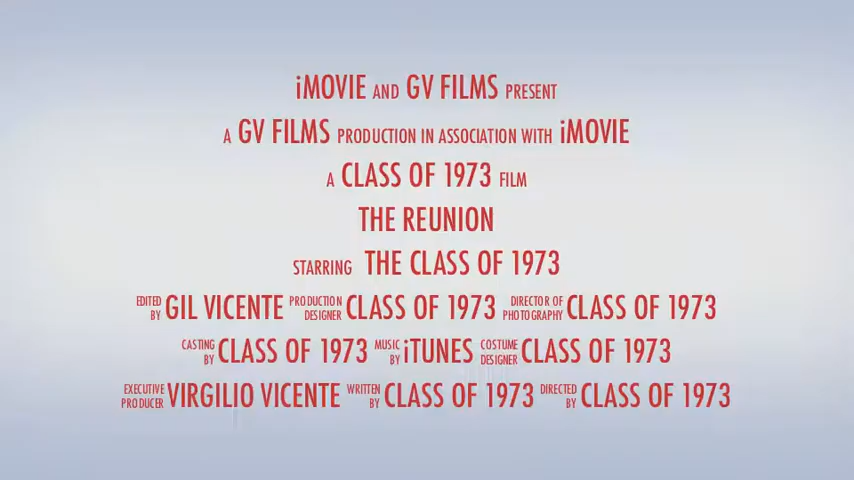 iMOVIE AND GV FILMS PRESENT
A GV FILMS PRODUCTION IN ASSOCIATION WITH iMOVIE
A CLASS OF 1973 FILM
THE REUNION
STARRING THE CLASS OF 1973
EDITED BY GIL VICENTE PRODUCTION DESIGNER CLASS OF 1973 DIRECTOR OF PHOTOGRAPHY CLASS OF 1973
CASTING BY CLASS OF 1973 MUSIC BY iTUNES COSTUME DESIGNER CLASS OF 1973
EXECUTIVE PRODUCER VIRGILIO VICENTE WRITTEN BY CLASS OF 1973 DIRECTED BY CLASS OF 1973